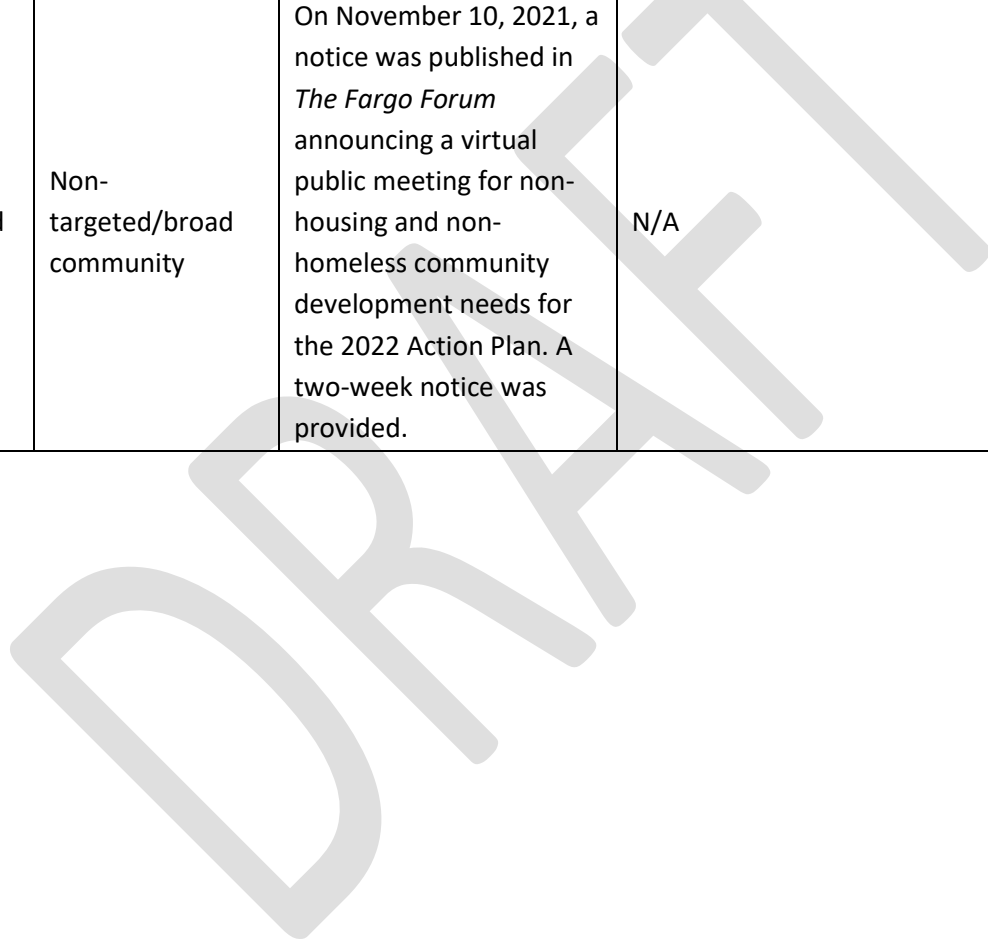 On November 10, 2021, a
notice was published in
The Fargo Forum
announcing a virtual
public meeting for non-
housing and non-
homeless community
development needs for
the 2022 Action Plan. A
two-week notice was
provided.
Non-
targeted/broad
community
N/A
DRAFT